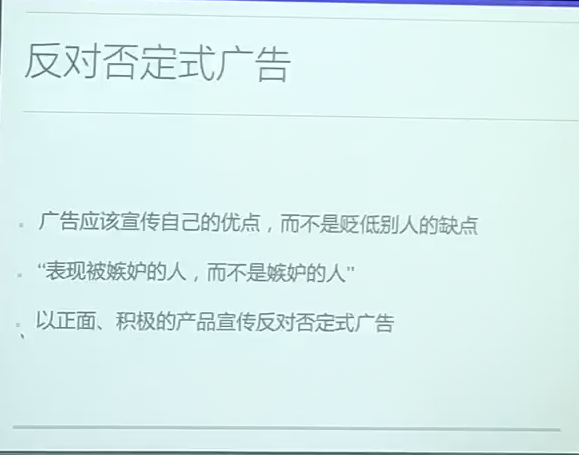 反对否定式广告
广告应该宣传自己的优点，而不是贬低别人的缺点
“表现被嫉妒的人，而不是嫉妒的人”
以正面、积极的产品宣传反对否定式广告